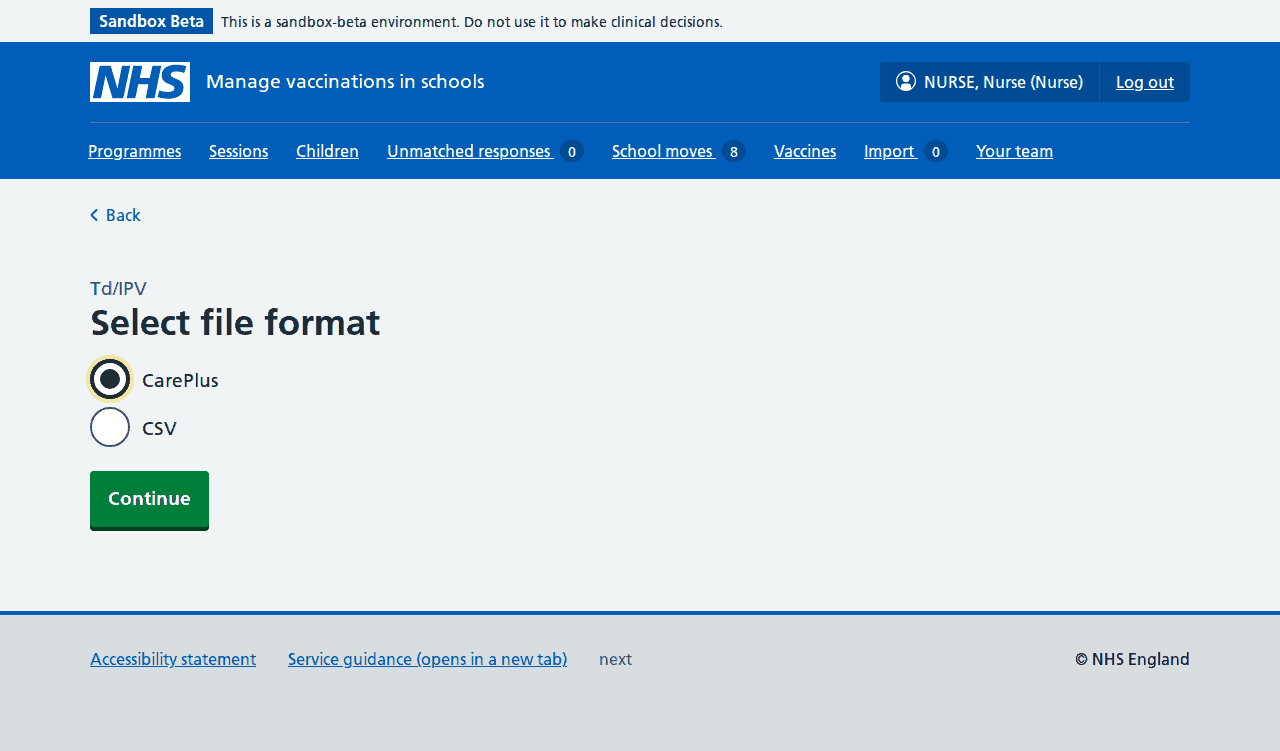 Sandbox Beta This is a sandbox-beta environment. Do not use it to make clinical decisions.
NHS Manage vaccinations in schools NURSE, Nurse (Nurse) Log out
Programmes Sessions Children Unmatched responses 0 School moves 8 Vaccines Import 0 Your team
Back
Td/IPV
Select file format
CarePlus
CSV
Continue
Accessibility statement Service guidance (opens in a new tab) next © NHS England